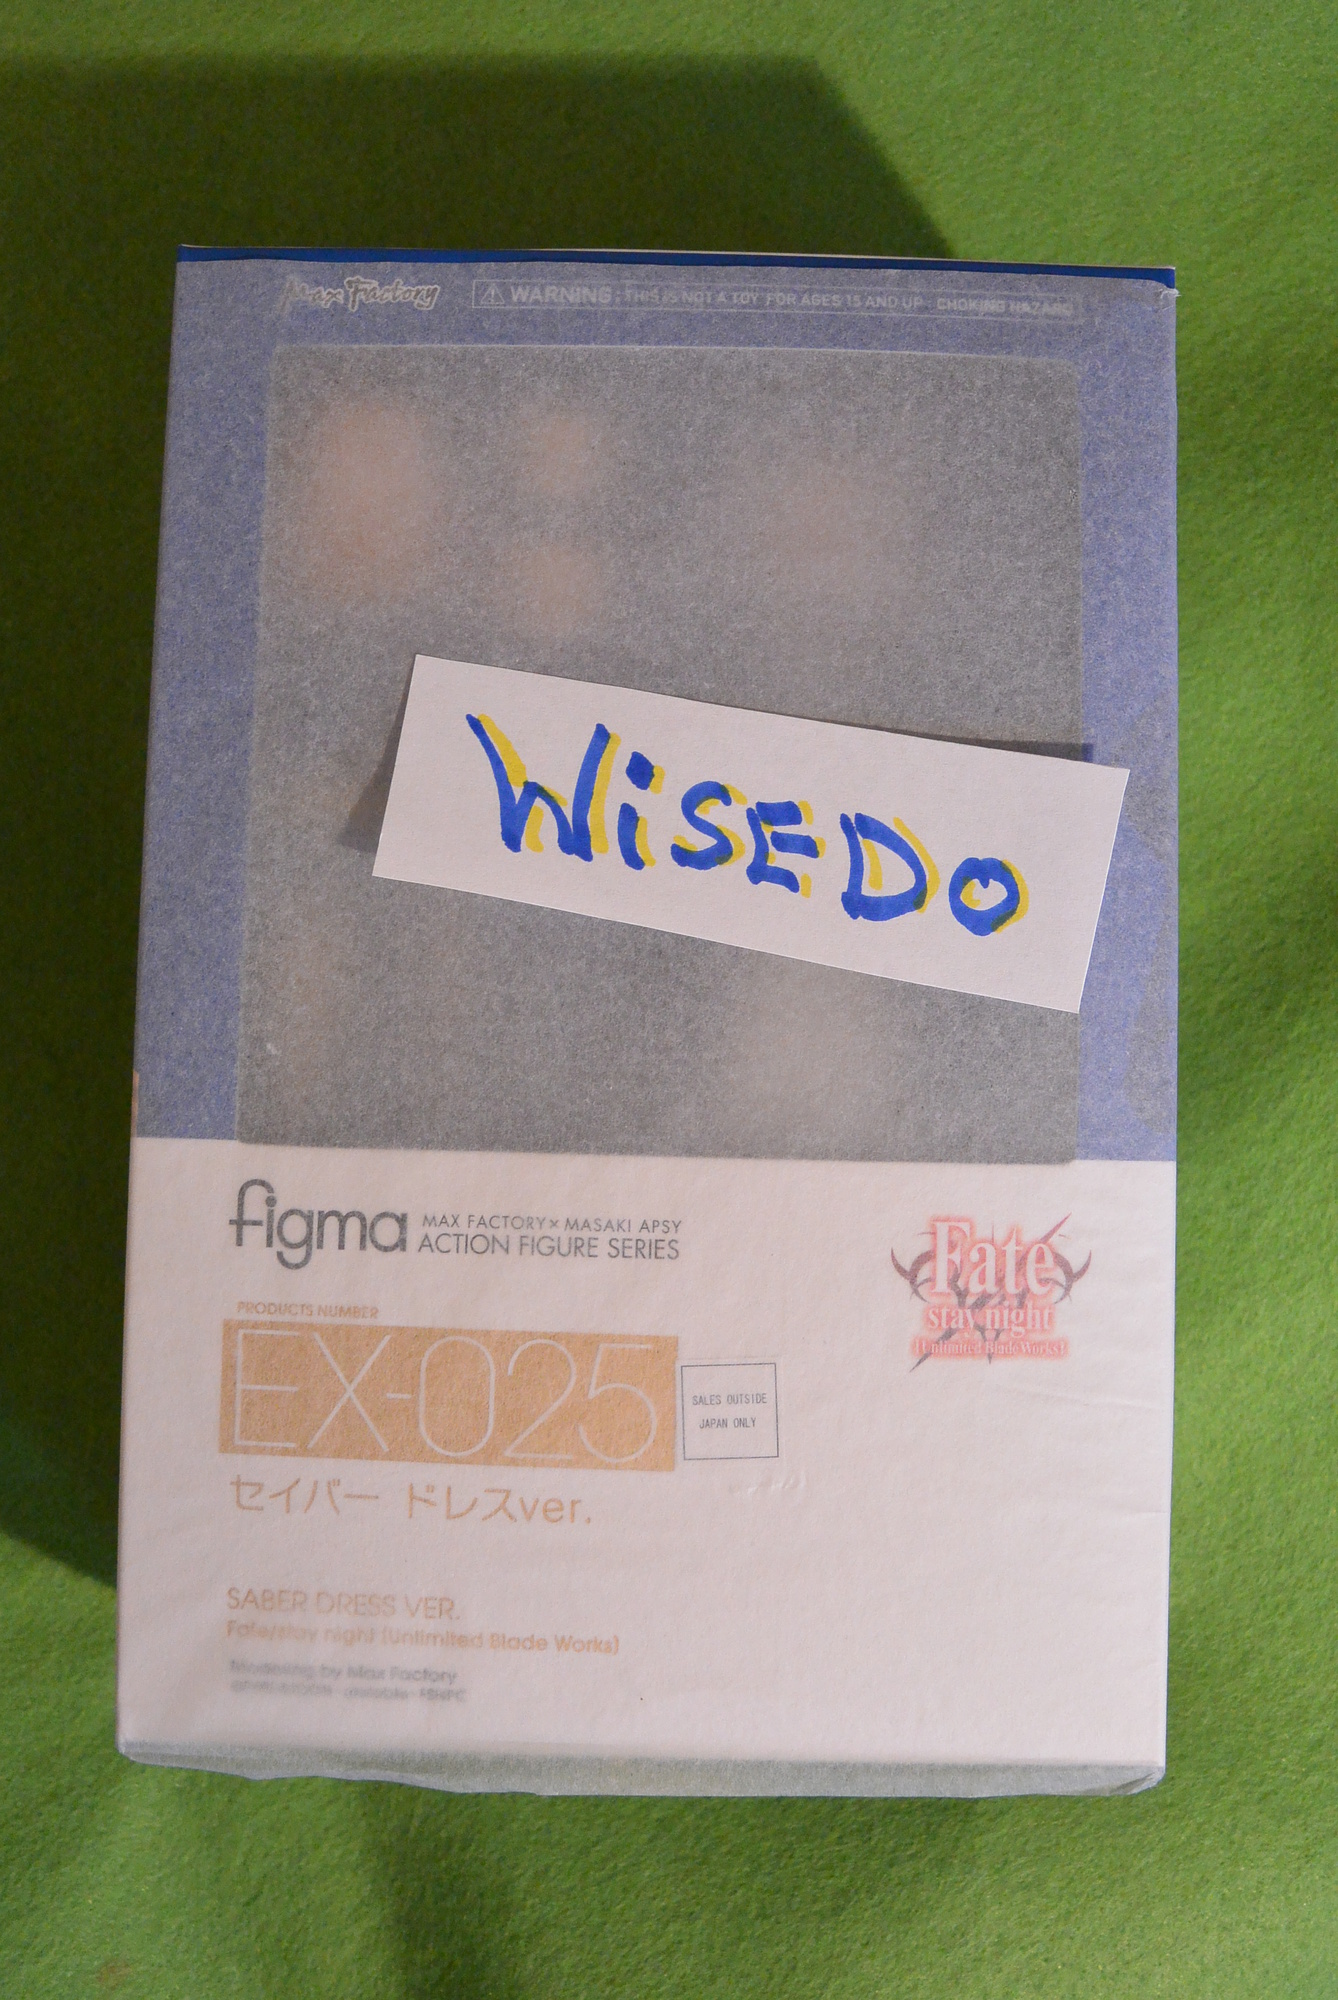 Max Factory
WARNING : THIS IS NOT A TOY FOR AGES 15 AND UP CHOKING HAZARD
WiSEDo
figma
MAX FACTORY × MASAKI APSY
ACTION FIGURE SERIES
Fate
stay night
[Unlimited Blade Works]
PRODUCTS NUMBER
EX-025
SALES OUTSIDE
JAPAN ONLY
セイバー ドレスver.
SABER DRESS VER.
Fate/stay night [Unlimited Blade Works]
Modeling by Max Factory